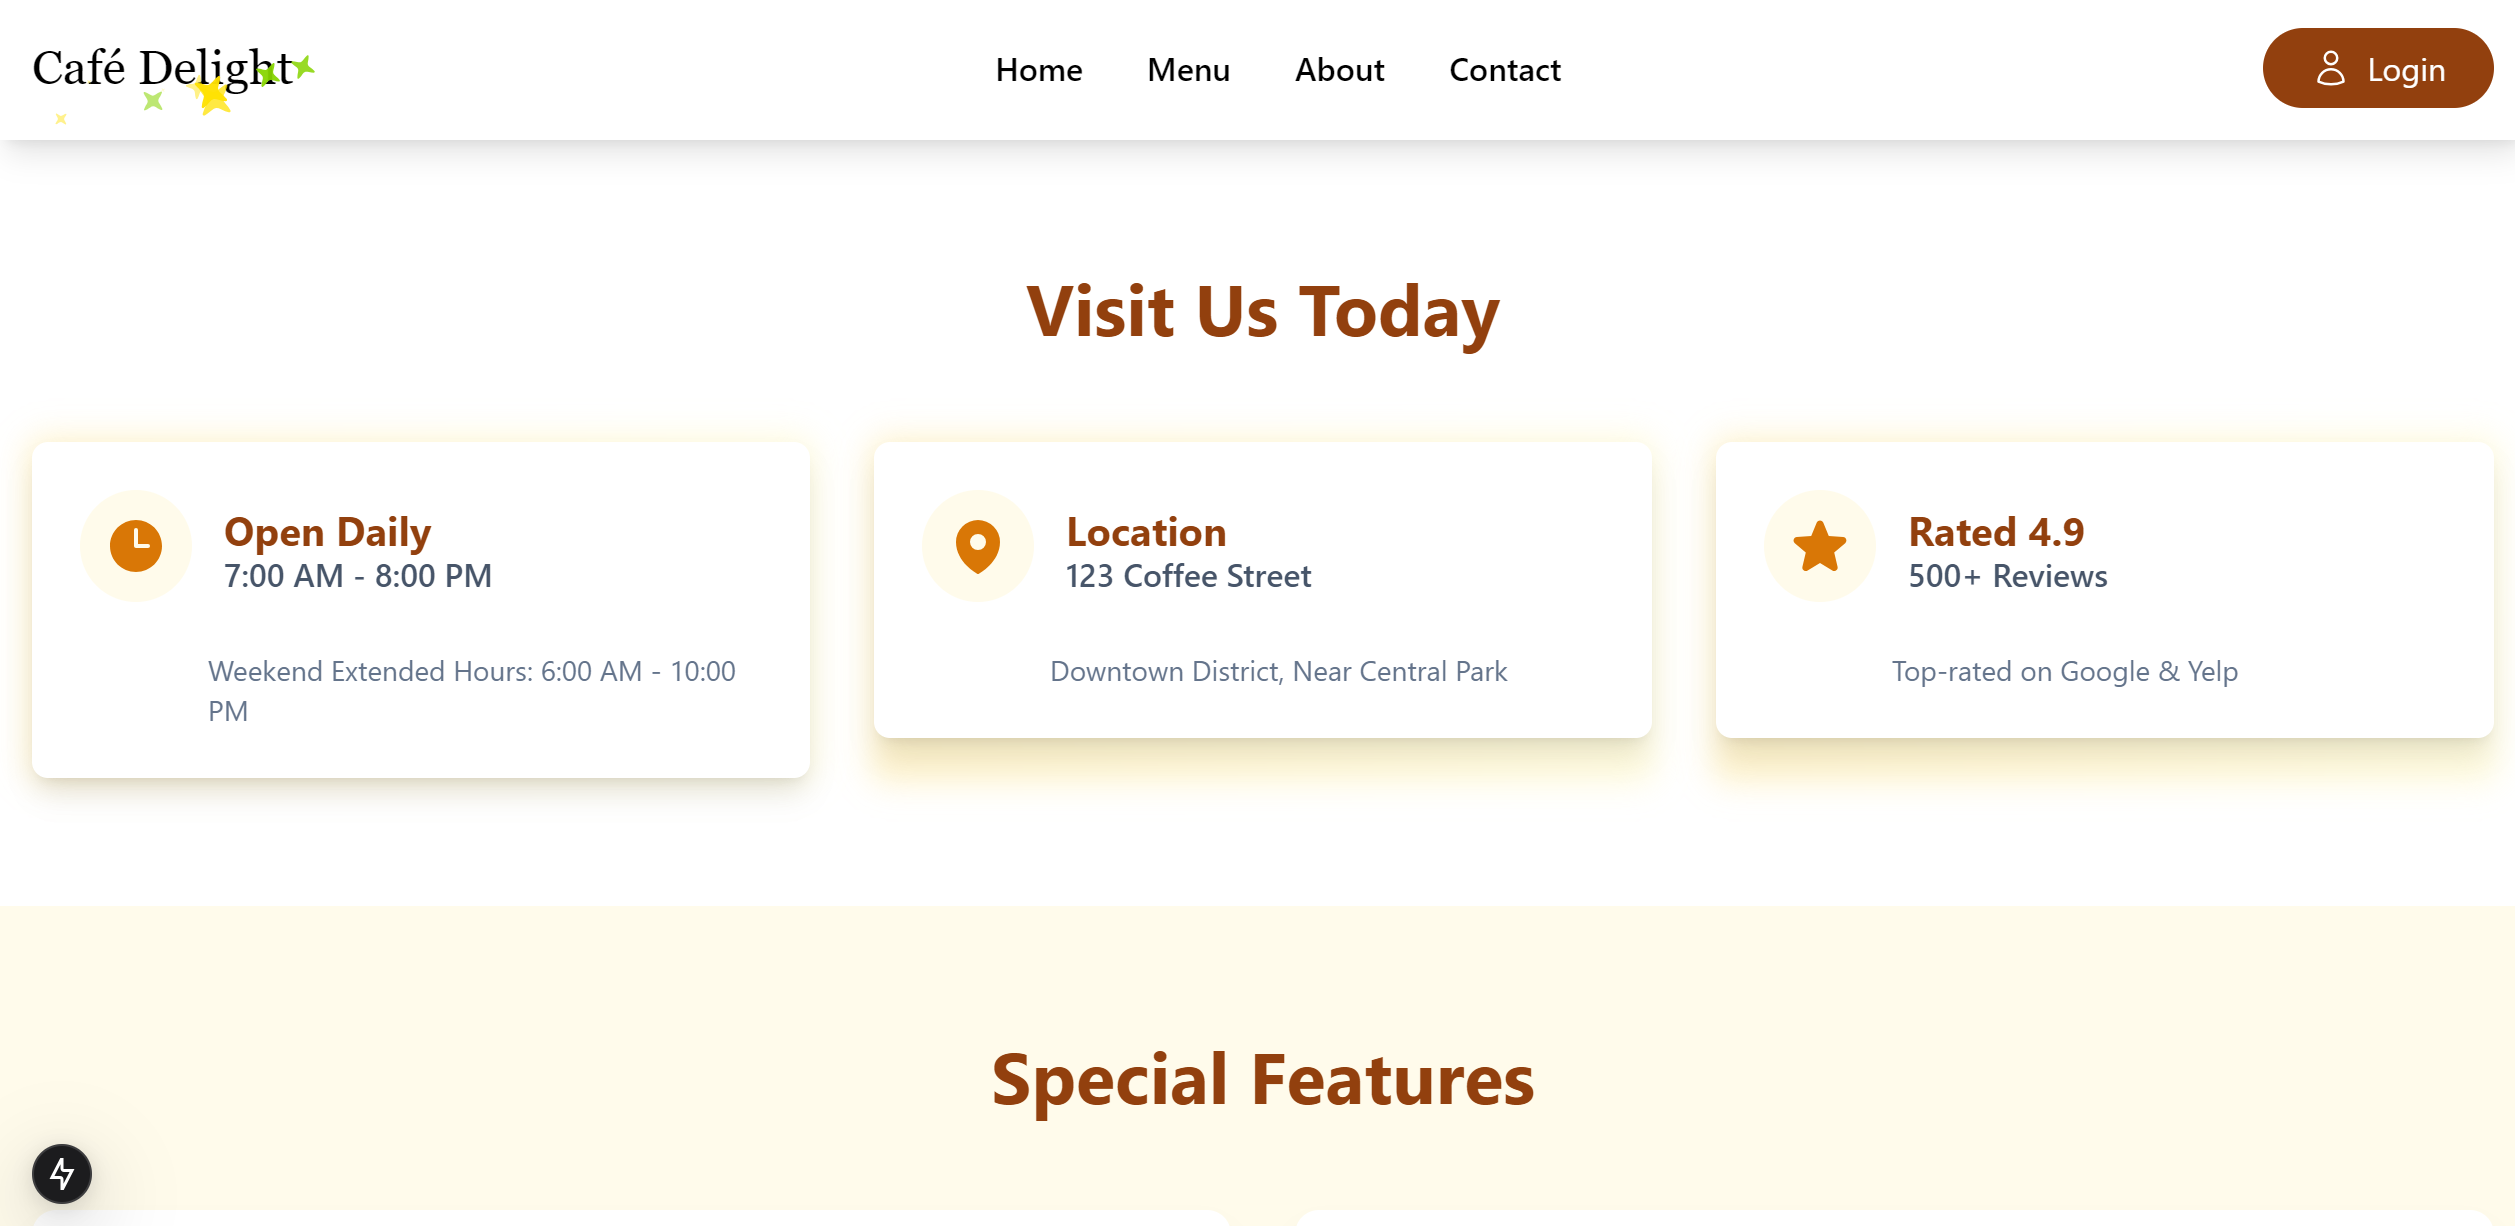 Café Delight
Home
Menu
About
Contact
Login
Visit Us Today
Open Daily
7:00 AM - 8:00 PM
Weekend Extended Hours: 6:00 AM - 10:00
PM
Location
123 Coffee Street
Downtown District, Near Central Park
Rated 4.9
500+ Reviews
Top-rated on Google & Yelp
Special Features